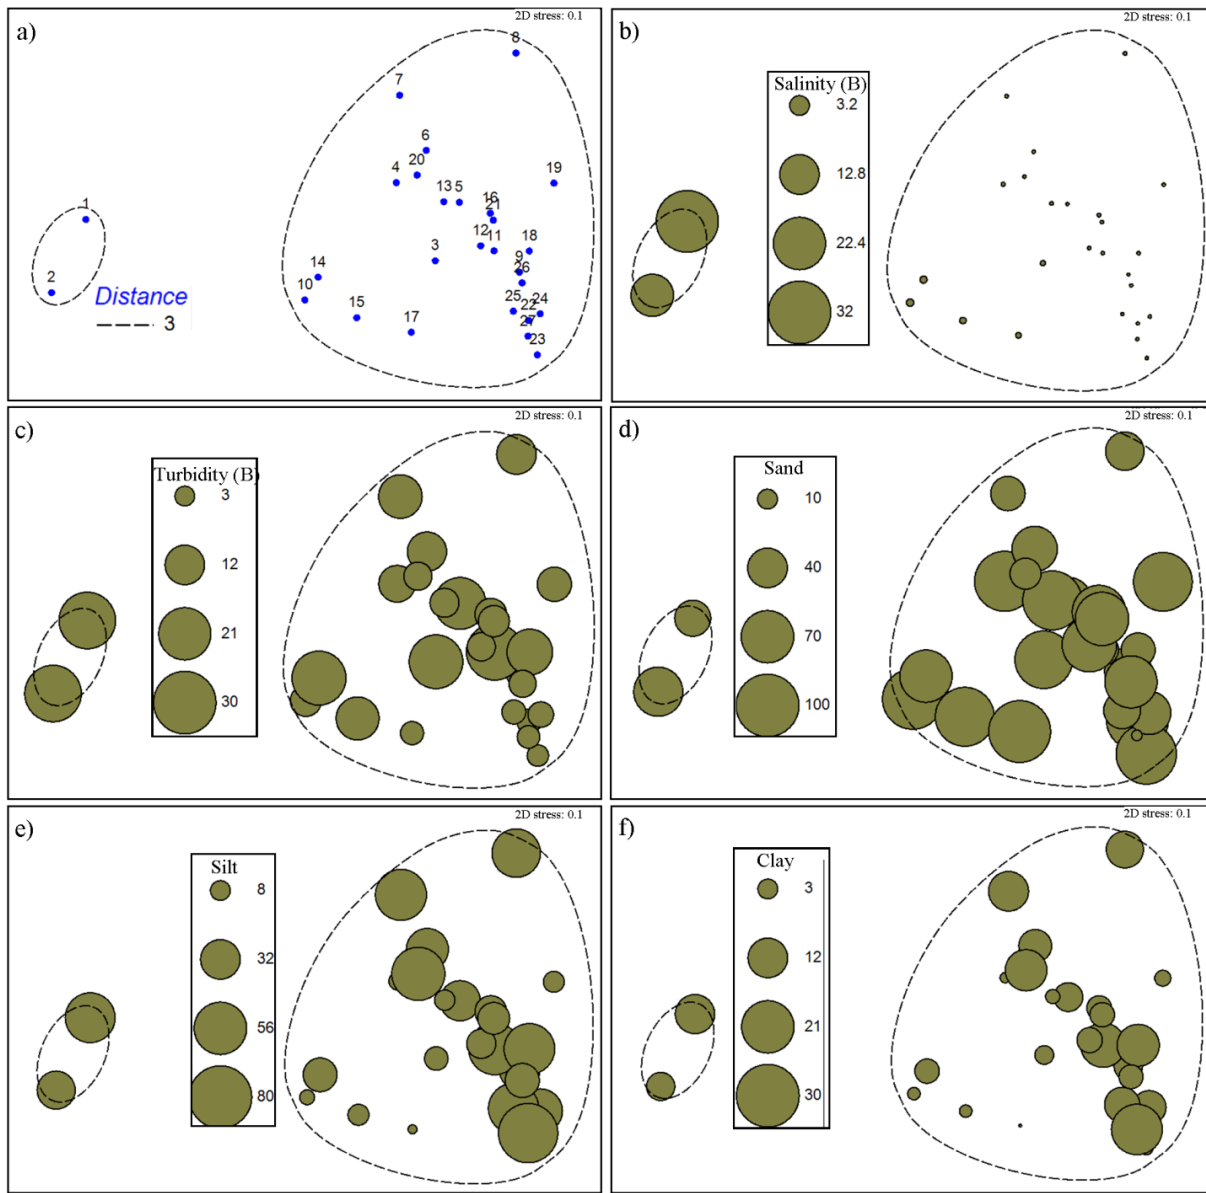 a)
2D stress: 0.1
8
7
6
20
4
19
13 5
16
21
1
12 11
18
3
9
26
14
2
10
Distance
3
15
17
25
24
22
27
23
b)
2D stress: 0.1
Salinity (B)
3.2
12.8
22.4
32
c)
2D stress: 0.1
Turbidity (B)
3
12
21
30
d)
2D stress: 0.1
Sand
10
40
70
100
e)
2D stress: 0.1
Silt
8
32
56
80
f)
2D stress: 0.1
Clay
3
12
21
30